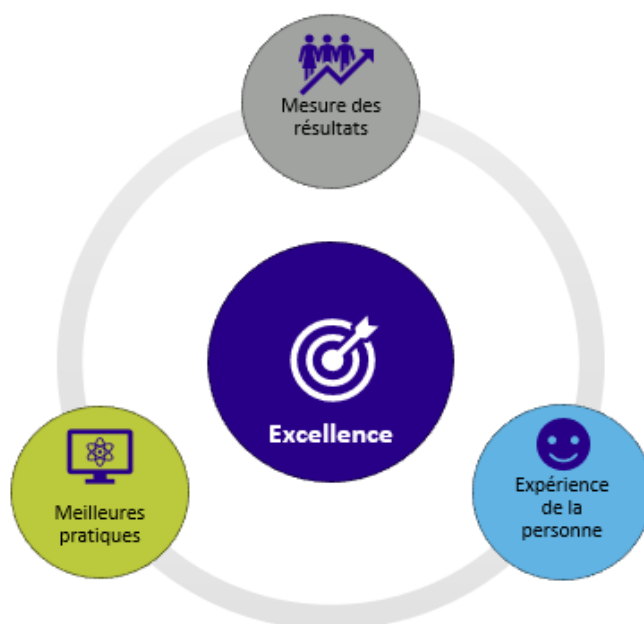 Mesure des
résultats
Excellence
Meilleures
pratiques
Expérience
de la
personne